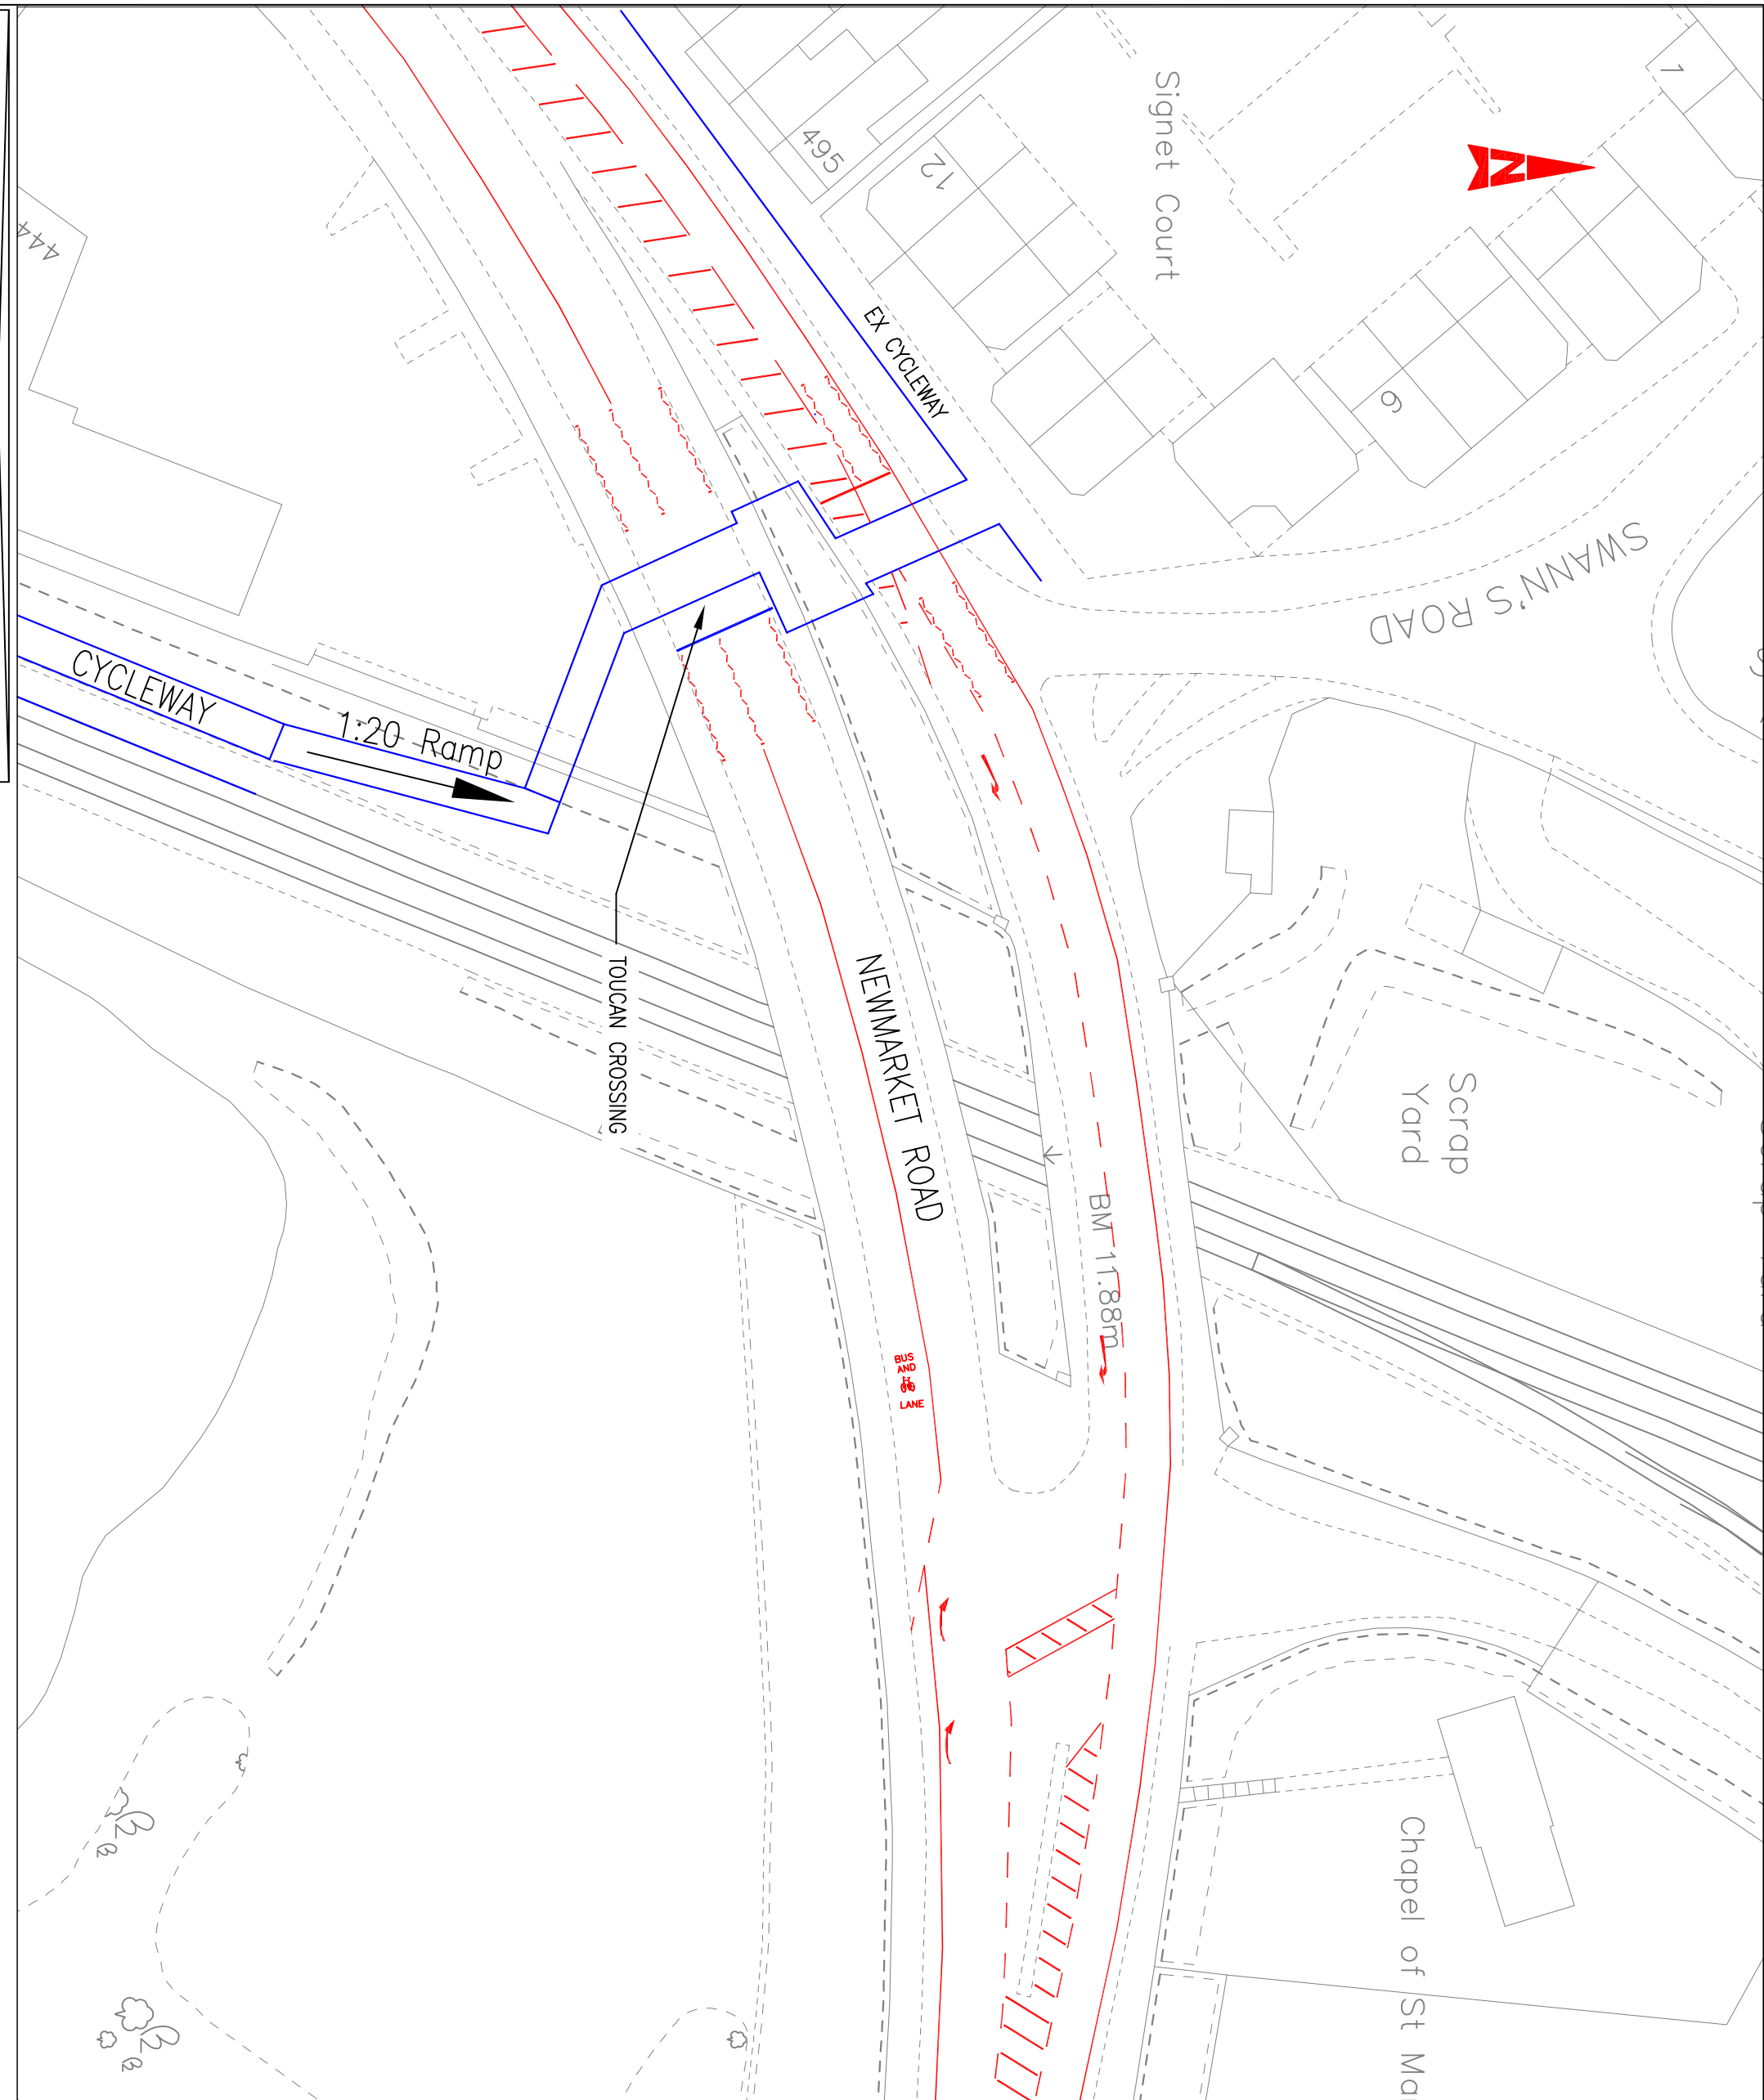 1
Signet Court
495
12
N
444
EX CYCLEWAY
9
SWANN'S ROAD
CYCLEWAY
1:20 Ramp
TOUCAN CROSSING
NEWMARKET ROAD
Scrap
Yard
BM 11.88m
BUS
AND
LANE
Chapel of St Ma